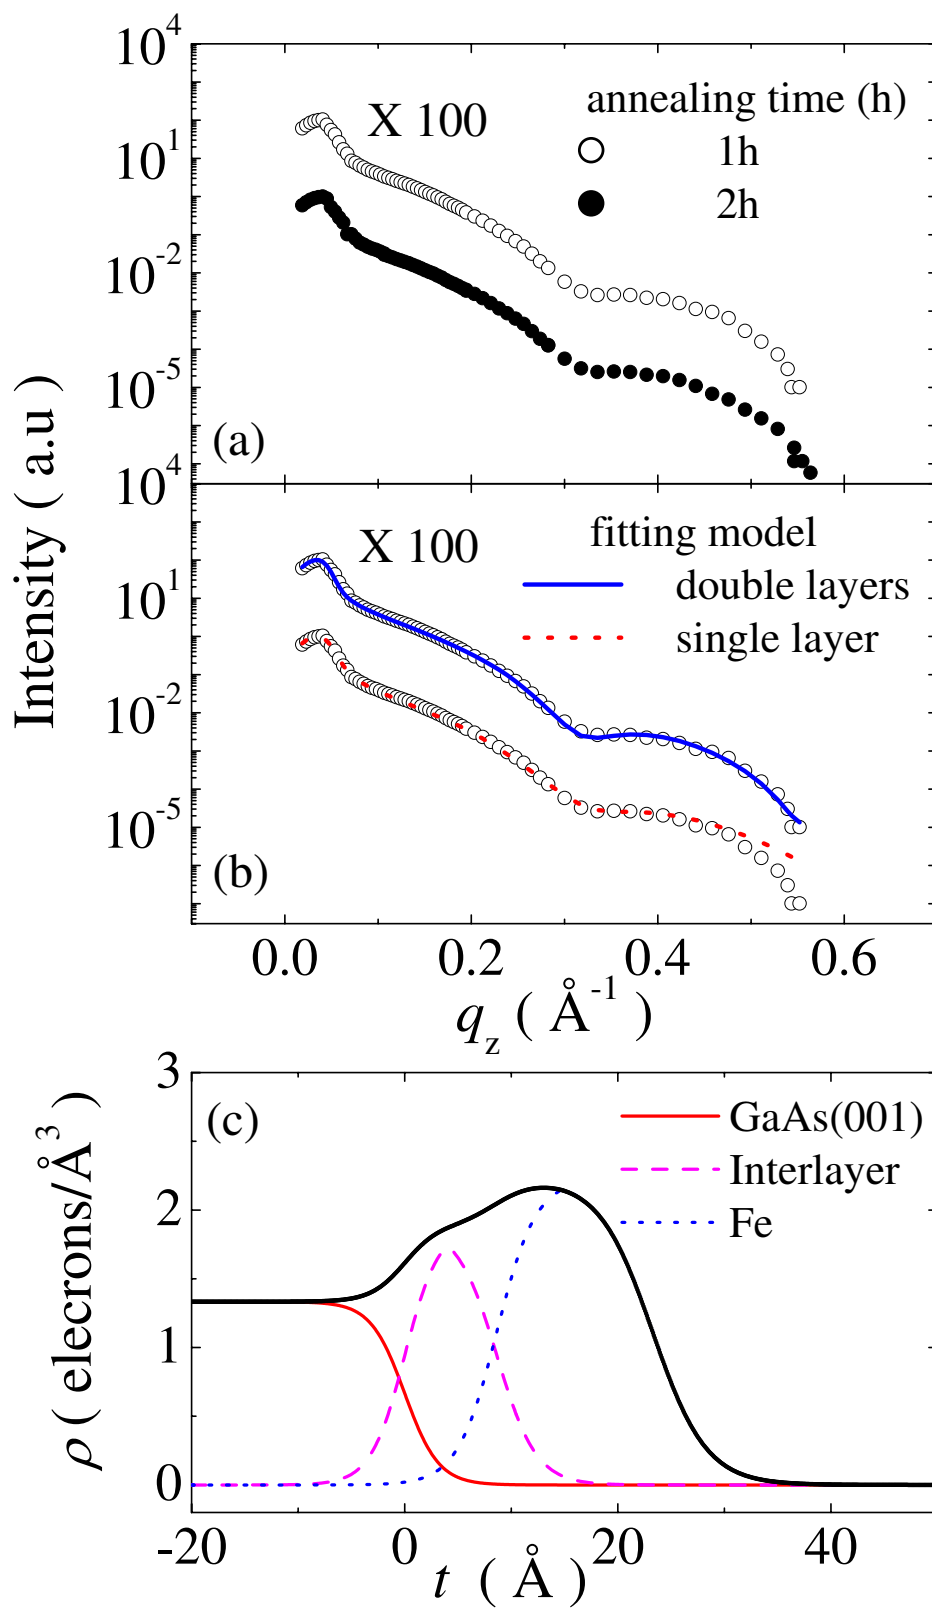 10^4
10^1
10^-2
10^-5
X 100
annealing time (h)
1h
2h
(a)
Intensity ( a.u )
10^4
10^1
10^-2
10^-5
X 100
fitting model
double layers
single layer
(b)
0.0 0.2 0.4 0.6
q_z ( Å^-1 )
3
2
1
0
(c)
GaAs(001)
Interlayer
Fe
ρ ( elecrons/Å^3 )
-20 0 20 40
t ( Å )